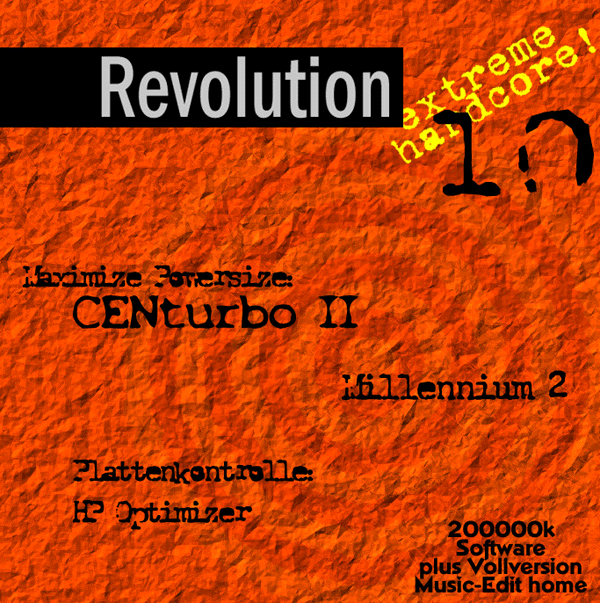 Revolution
extreme
hardcore!
10
Maximize Powersize:
CENturbo II
Millennium 2
Plattenkontrolle:
HP Optimizer
200000k
Software
plus Vollversion
Music-Edit home